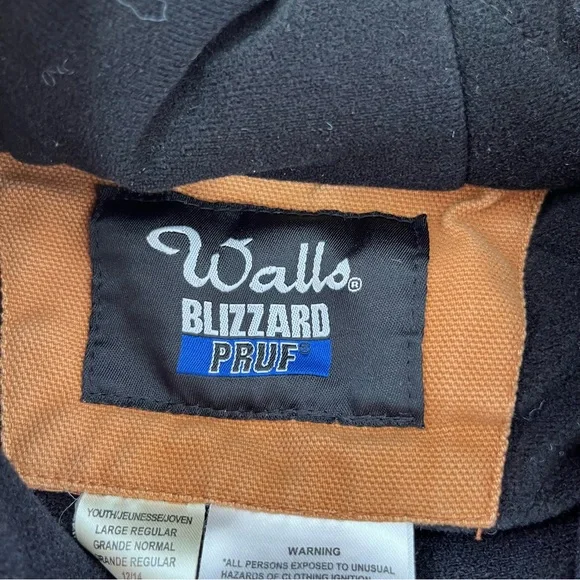 Walls®
BLIZZARD
PRUF®
YOUTH/JEUNESSE/JOVEN
LARGE REGULAR
GRANDE NORMAL
GRANDE REGULAR
12/14
WARNING
*ALL PERSONS EXPOSED TO UNUSUAL
HAZARDS OF CLOTHING IGNITION